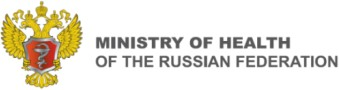 MINISTRY OF HEALTH
OF THE RUSSIAN FEDERATION